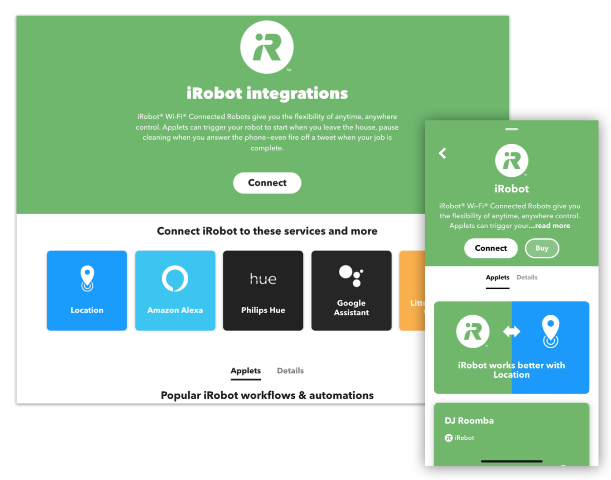 iR
iRobot integrations
iRobot® Wi-Fi® Connected Robots give you the flexibility of anytime, anywhere
control. Applets can trigger your robot to start when you leave the house, pause
cleaning when you answer the phone—even fire off a tweet when your job is
complete.
Connect
Connect iRobot to these services and more
Location
Amazon Alexa
hue
Philips Hue
Google
Assistant
Applets Details
Popular iRobot workflows & automations
iR
iRobot
iRobot® Wi-Fi® Connected Robots give you
the flexibility of anytime, anywhere control.
Applets can trigger your...read more
Connect Buy
Applets Details
iR
iRobot works better with
Location
DJ Roomba
iRobot